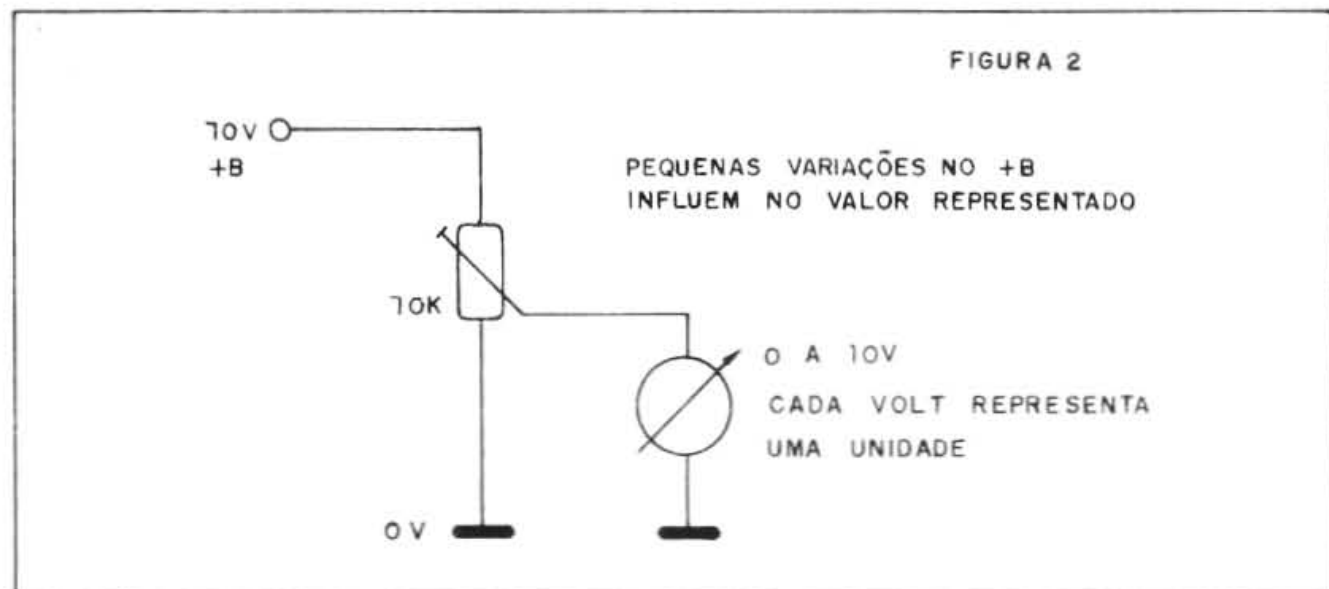 FIGURA 2
10V
+B
PEQUENAS VARIAÇÕES NO +B
INFLUEM NO VALOR REPRESENTADO
10K
0 A 10V
CADA VOLT REPRESENTA
UMA UNIDADE
0V